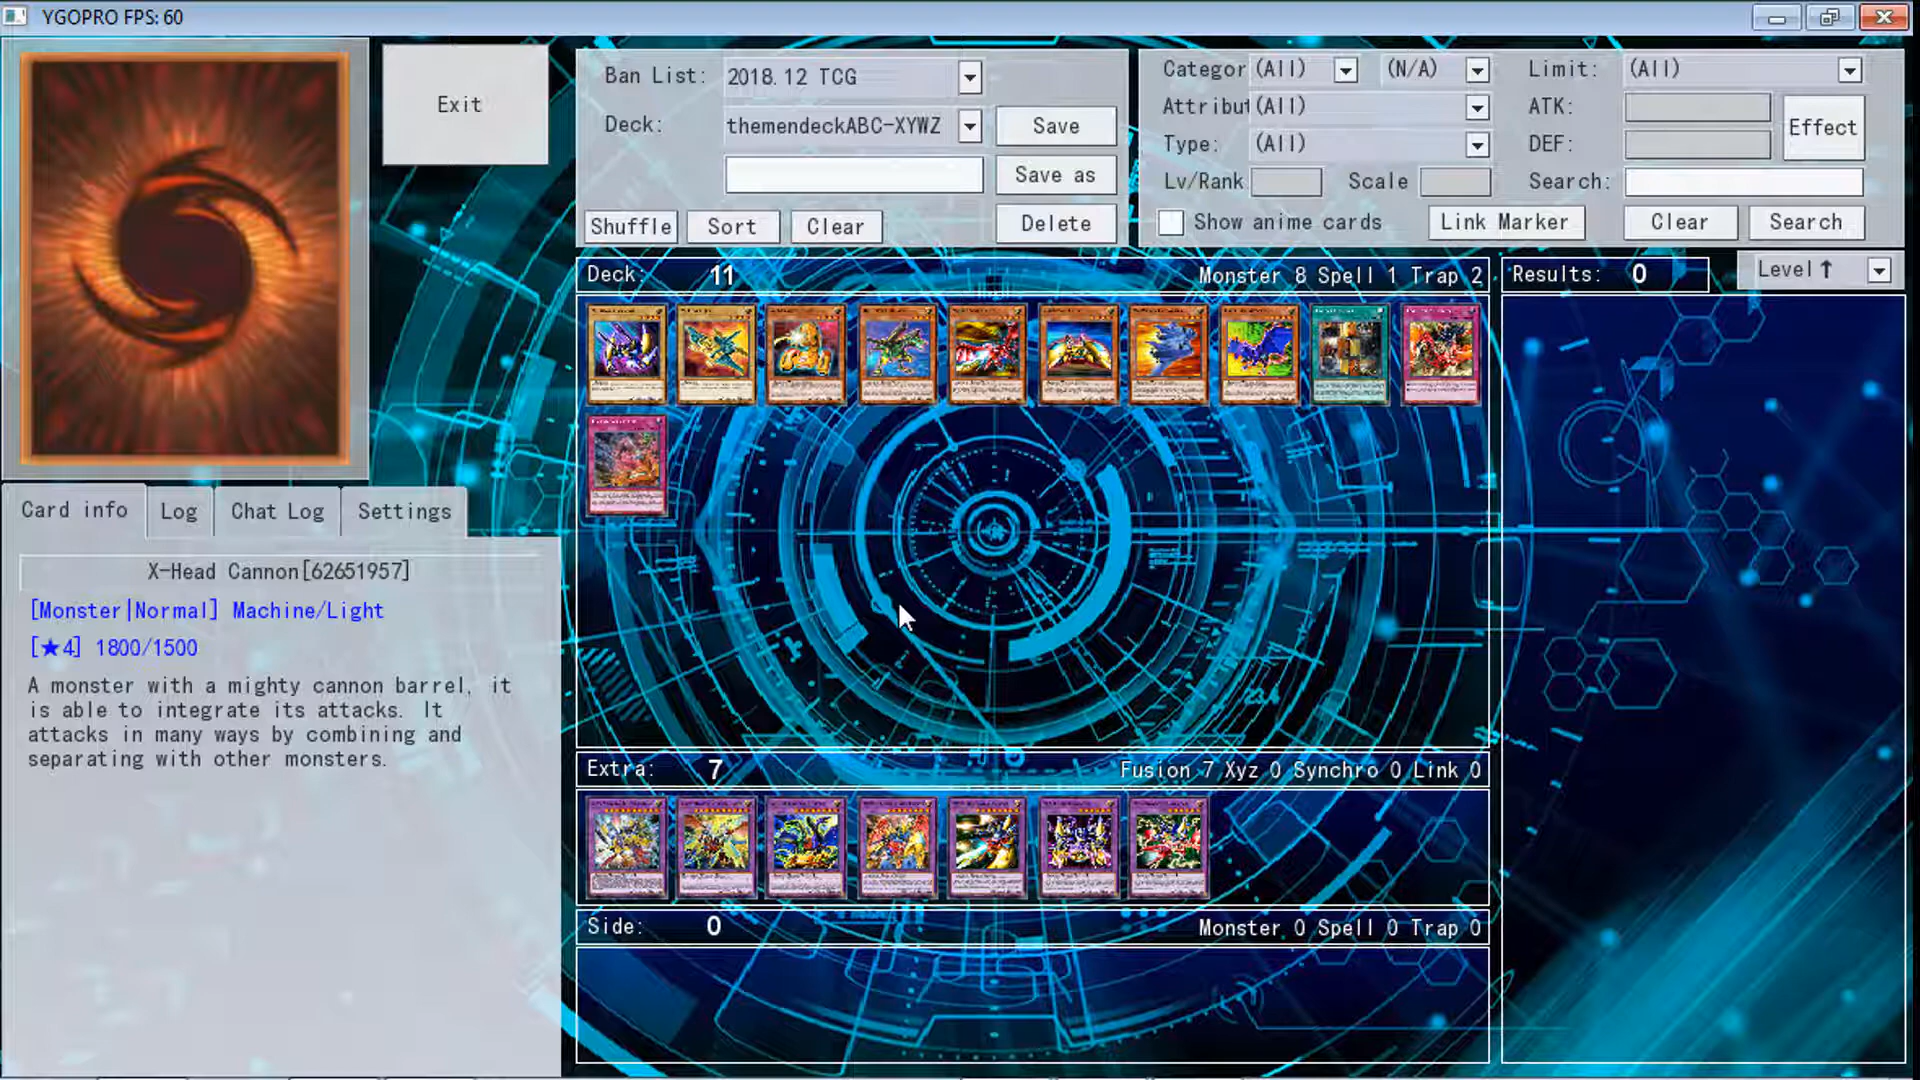 YGOPRO FPS: 60
Exit
Ban List: 2018.12 TCG
Deck: themendeckABC-XYWZ
Save
Save as
Shuffle
Sort
Clear
Delete
Categor (All) (N/A) Limit: (All)
Attribut (All) ATK:
Type: (All) DEF:
Effect
Lv/Rank Scale Search:
Show anime cards
Link Marker
Clear
Search
Deck: 11
Monster 8 Spell 1 Trap 2
Results: 0
Level↑
Card info
Log
Chat Log
Settings
X-Head Cannon[62651957]
[Monster|Normal] Machine/Light
[★4] 1800/1500
A monster with a mighty cannon barrel, it
is able to integrate its attacks. It
attacks in many ways by combining and
separating with other monsters.
Extra: 7
Fusion 7 Xyz 0 Synchro 0 Link 0
Side: 0
Monster 0 Spell 0 Trap 0